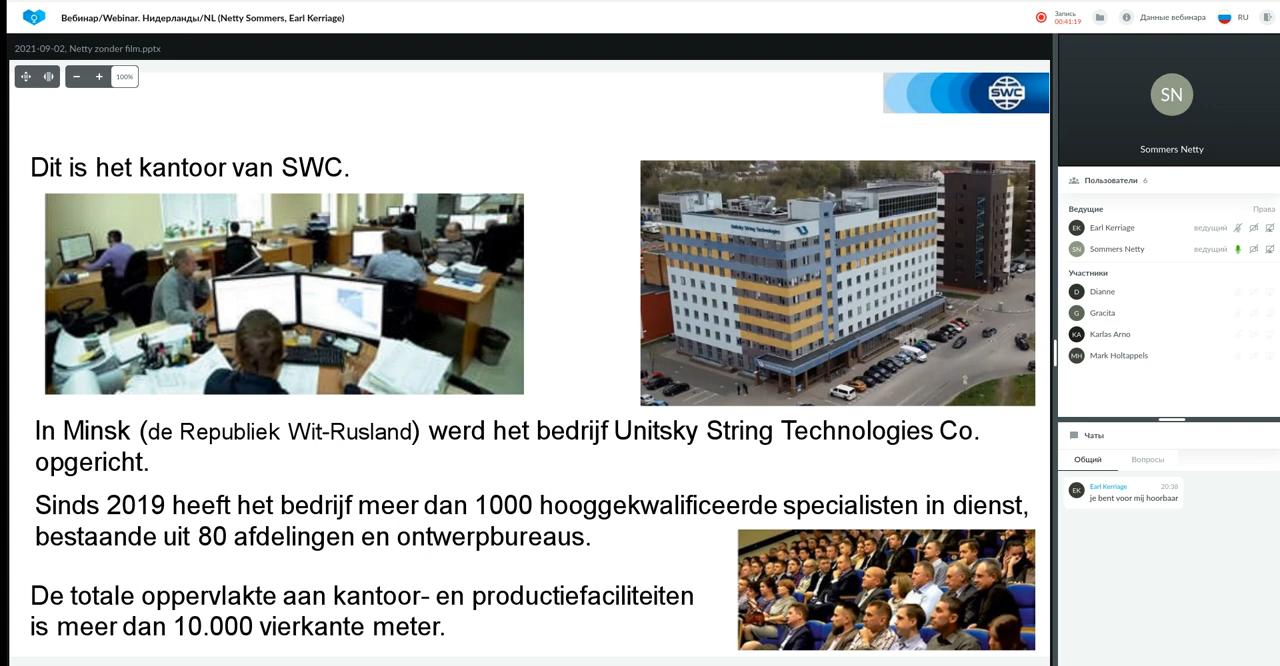 Вебинар/Webinar. Нидерланды/NL (Netty Sommers, Earl Kerriage)
Запись
00:41:19
Данные вебинара
RU
2021-09-02, Netty zonder film.pptx
100%
SWC
Dit is het kantoor van SWC.
Unitsky String Technologies
In Minsk (de Republiek Wit-Rusland) werd het bedrijf Unitsky String Technologies Co.
opgericht.
Sinds 2019 heeft het bedrijf meer dan 1000 hooggekwalificeerde specialisten in dienst,
bestaande uit 80 afdelingen en ontwerpbureaus.
De totale oppervlakte aan kantoor- en productiefaciliteiten
is meer dan 10.000 vierkante meter.
SN
Sommers Netty
Пользователи 6
Ведущие Права
EK Earl Kerriage ведущий
SN Sommers Netty ведущий
Участники
D Dianne
G Gracita
KA Karlas Arno
MH Mark Holtappels
Чаты
Общий Вопросы
EK Earl Kerriage 20:38
je bent voor mij hoorbaar